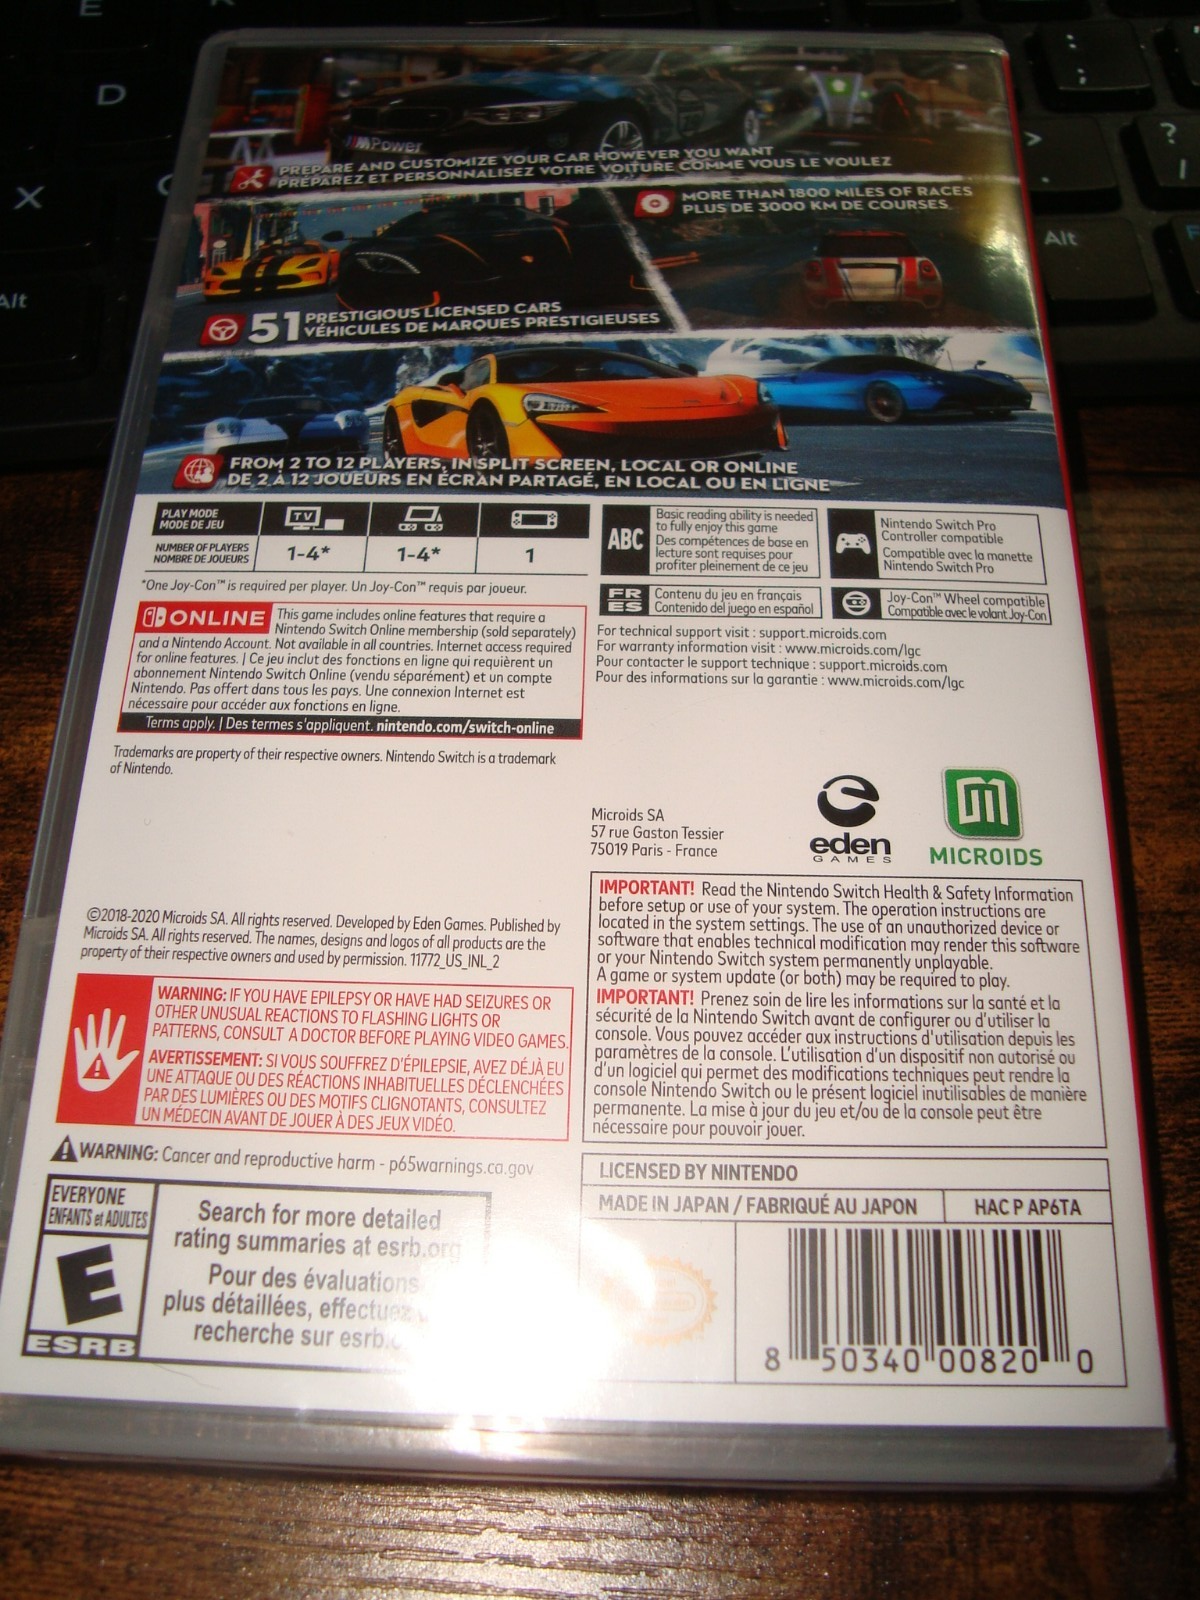 E
D
X
Alt
:
;
>
.
?
/
Alt
MPower
PREPARE AND CUSTOMIZE YOUR CAR HOWEVER YOU WANT
PRÉPAREZ ET PERSONNALISEZ VOTRE VOITURE COMME VOUS LE VOULEZ
MORE THAN 1800 MILES OF RACES
PLUS DE 3000 KM DE COURSES
51 PRESTIGIOUS LICENSED CARS
VÉHICULES DE MARQUES PRESTIGIEUSES
FROM 2 TO 12 PLAYERS, IN SPLIT SCREEN, LOCAL OR ONLINE
DE 2 À 12 JOUEURS EN ÉCRAN PARTAGÉ, EN LOCAL OU EN LIGNE
PLAY MODE
MODE DE JEU
TV
NUMBER OF PLAYERS
NOMBRE DE JOUEURS
1-4*
1-4*
1
*One Joy-Con™ is required per player. Un Joy-Con™ requis par joueur.
ABC
Basic reading ability is needed
to fully enjoy this game
Des compétences de base en
lecture sont requises pour
profiter pleinement de ce jeu
Nintendo Switch Pro
Controller compatible
Compatible avec la manette
Nintendo Switch Pro
FR
ES
Contenu du jeu en français
Contenido del juego en español
Joy-Con™ Wheel compatible
Compatible avec le volant Joy-Con
ONLINE This game includes online features that require a
Nintendo Switch Online membership (sold separately)
and a Nintendo Account. Not available in all countries. Internet access required
for online features. | Ce jeu inclut des fonctions en ligne qui requièrent un
abonnement Nintendo Switch Online (vendu séparément) et un compte
Nintendo. Pas offert dans tous les pays. Une connexion Internet est
nécessaire pour accéder aux fonctions en ligne.
Terms apply. | Des termes s'appliquent. nintendo.com/switch-online
For technical support visit : support.microids.com
For warranty information visit : www.microids.com/lgc
Pour contacter le support technique : support.microids.com
Pour des informations sur la garantie : www.microids.com/lgc
Trademarks are property of their respective owners. Nintendo Switch is a trademark
of Nintendo.
Microids SA
57 rue Gaston Tessier
75019 Paris - France
eden
GAMES
MICROIDS
©2018-2020 Microids SA. All rights reserved. Developed by Eden Games. Published by
Microids SA. All rights reserved. The names, designs and logos of all products are the
property of their respective owners and used by permission. 11772_US_INL_2
IMPORTANT! Read the Nintendo Switch Health & Safety Information
before setup or use of your system. The operation instructions are
located in the system settings. The use of an unauthorized device or
software that enables technical modification may render this software
or your Nintendo Switch system permanently unplayable.
A game or system update (or both) may be required to play.
IMPORTANT! Prenez soin de lire les informations sur la santé et la
sécurité de la Nintendo Switch avant de configurer ou d'utiliser la
console. Vous pouvez accéder aux instructions d'utilisation depuis les
paramètres de la console. L'utilisation d'un dispositif non autorisé ou
d'un logiciel qui permet des modifications techniques peut rendre la
console Nintendo Switch ou le présent logiciel inutilisables de manière
permanente. La mise à jour du jeu et/ou de la console peut être
nécessaire pour pouvoir jouer.
WARNING: IF YOU HAVE EPILEPSY OR HAVE HAD SEIZURES OR
OTHER UNUSUAL REACTIONS TO FLASHING LIGHTS OR
PATTERNS, CONSULT A DOCTOR BEFORE PLAYING VIDEO GAMES.
AVERTISSEMENT: SI VOUS SOUFFREZ D'ÉPILEPSIE, AVEZ DÉJÀ EU
UNE ATTAQUE OU DES RÉACTIONS INHABITUELLES DÉCLENCHÉES
PAR DES LUMIÈRES OU DES MOTIFS CLIGNOTANTS, CONSULTEZ
UN MÉDECIN AVANT DE JOUER À DES JEUX VIDÉO.
WARNING: Cancer and reproductive harm - p65warnings.ca.gov
EVERYONE
ENFANTS et ADULTES
E
ESRB
Search for more detailed
rating summaries at esrb.org
Pour des évaluations
plus détaillées, effectuez
recherche sur
LICENSED BY NINTENDO
MADE IN JAPAN / FABRIQUÉ AU JAPON
HAC P AP6TA
8 50340 00820 0